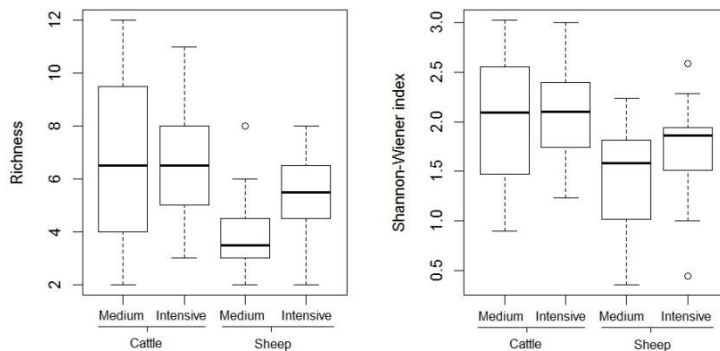 Richness
12
10
8
6
4
2
Medium Intensive Medium Intensive
Cattle Sheep
Shannon-Wiener index
3.0
2.5
2.0
1.5
1.0
0.5
Medium Intensive Medium Intensive
Cattle Sheep